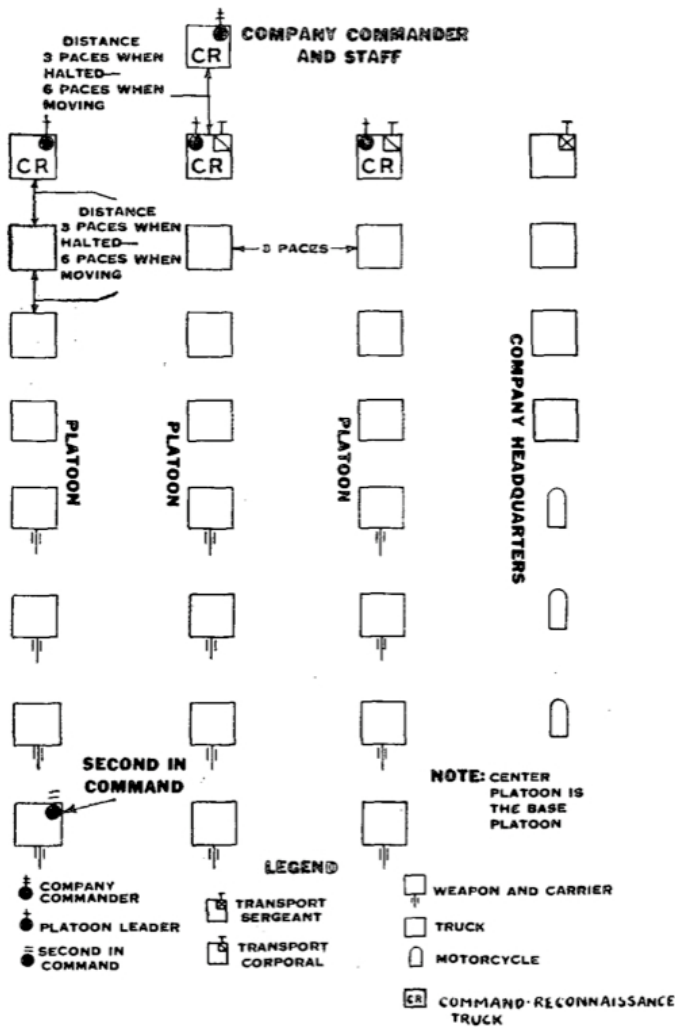 COMPANY COMMANDER
AND STAFF
DISTANCE
3 PACES WHEN
HALTED—
6 PACES WHEN
MOVING
CR
CR
CR
CR
DISTANCE
3 PACES WHEN
HALTED—
6 PACES WHEN
MOVING
3 PACES
PLATOON
PLATOON
PLATOON
COMPANY HEADQUARTERS
SECOND IN
COMMAND
NOTE: CENTER
PLATOON IS
THE BASE
PLATOON
LEGEND
COMPANY
COMMANDER
PLATOON LEADER
SECOND IN
COMMAND
TRANSPORT
SERGEANT
TRANSPORT
CORPORAL
WEAPON AND CARRIER
TRUCK
MOTORCYCLE
CR COMMAND-RECONNAISSANCE
TRUCK